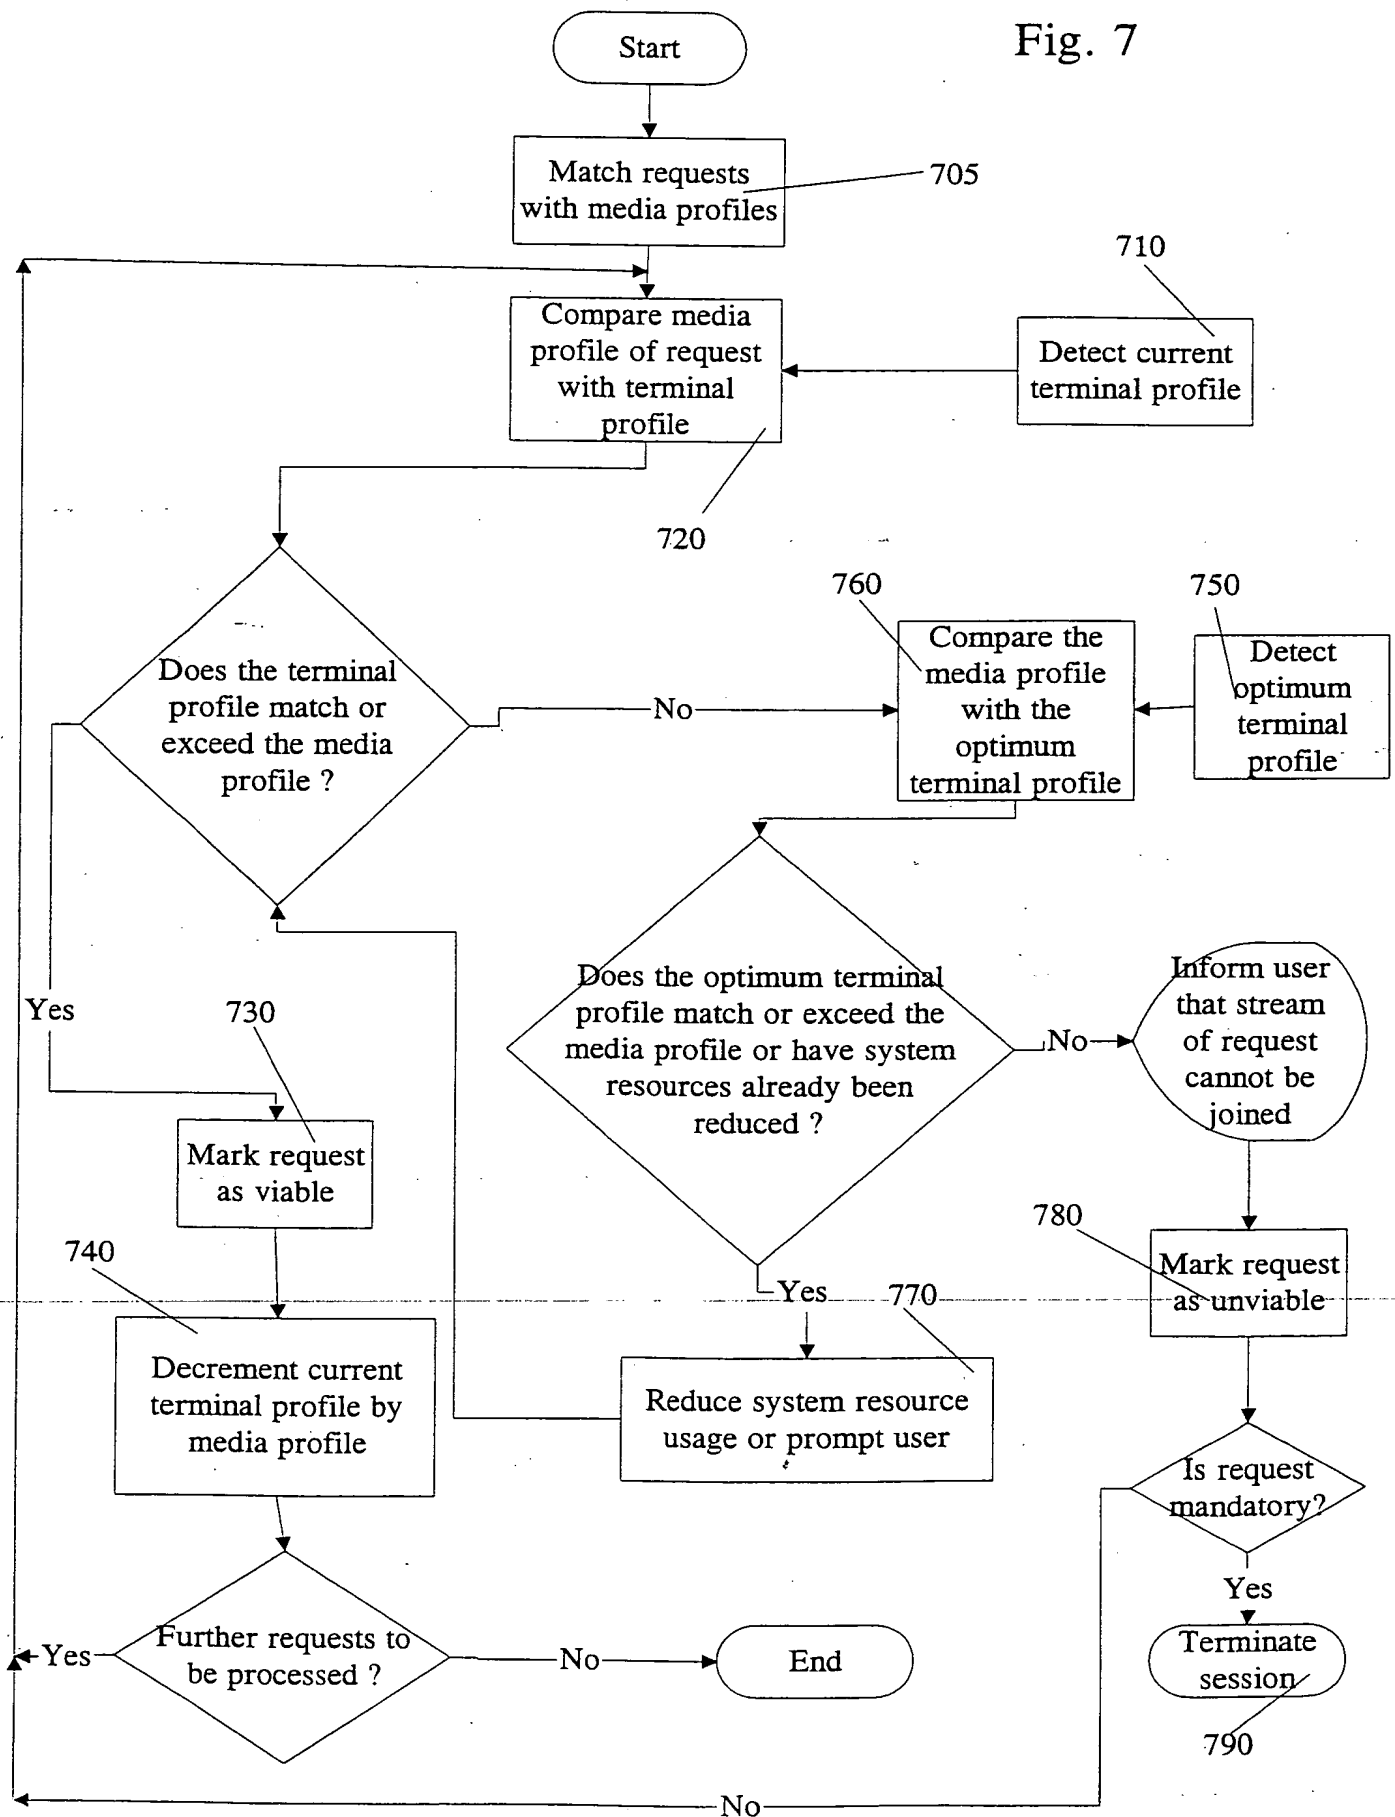 Fig. 7
Start
Match requests
with media profiles
705
710
Compare media
profile of request
with terminal
profile
Detect current
terminal profile
720
760
750
Does the terminal
profile match or
exceed the media
profile ?
No
Compare the
media profile
with the
optimum
terminal profile
Detect
optimum
terminal
profile
Yes
730
Does the optimum terminal
profile match or exceed the
media profile or have system
resources already been
reduced ?
No
Inform user
that stream
of request
cannot be
joined
Mark request
as viable
780
740
Mark request
as unviable
Yes
770
Decrement current
terminal profile by
media profile
Reduce system resource
usage or prompt user
Is request
mandatory?
Yes
Further requests to
be processed ?
Yes
No
End
Terminate
session
790
No